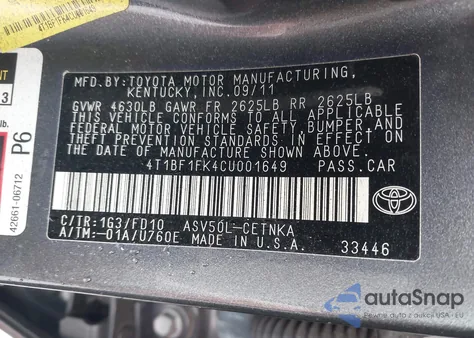 MFD.BY:TOYOTA MOTOR MANUFACTURING,
KENTUCKY,INC.09/11
GVWR 4630LB GAWR FR 2625LB RR 2625LB
THIS VEHICLE CONFORMS TO ALL APPLICABLE
FEDERAL MOTOR VEHICLE SAFETY,BUMPER,AND
THEFT PREVENTION STANDARDS IN EFFECT ON
THE DATE OF MANUFACTURE SHOWN ABOVE.
4T1BF1FK4CU001649 PASS.CAR
C/TR:1G3/FD10 ASV50L-CETNKA
A/TM:-01A/U760E MADE IN U.S.A.
33446
TOYOTA
P6
42661-06712
autoSnap